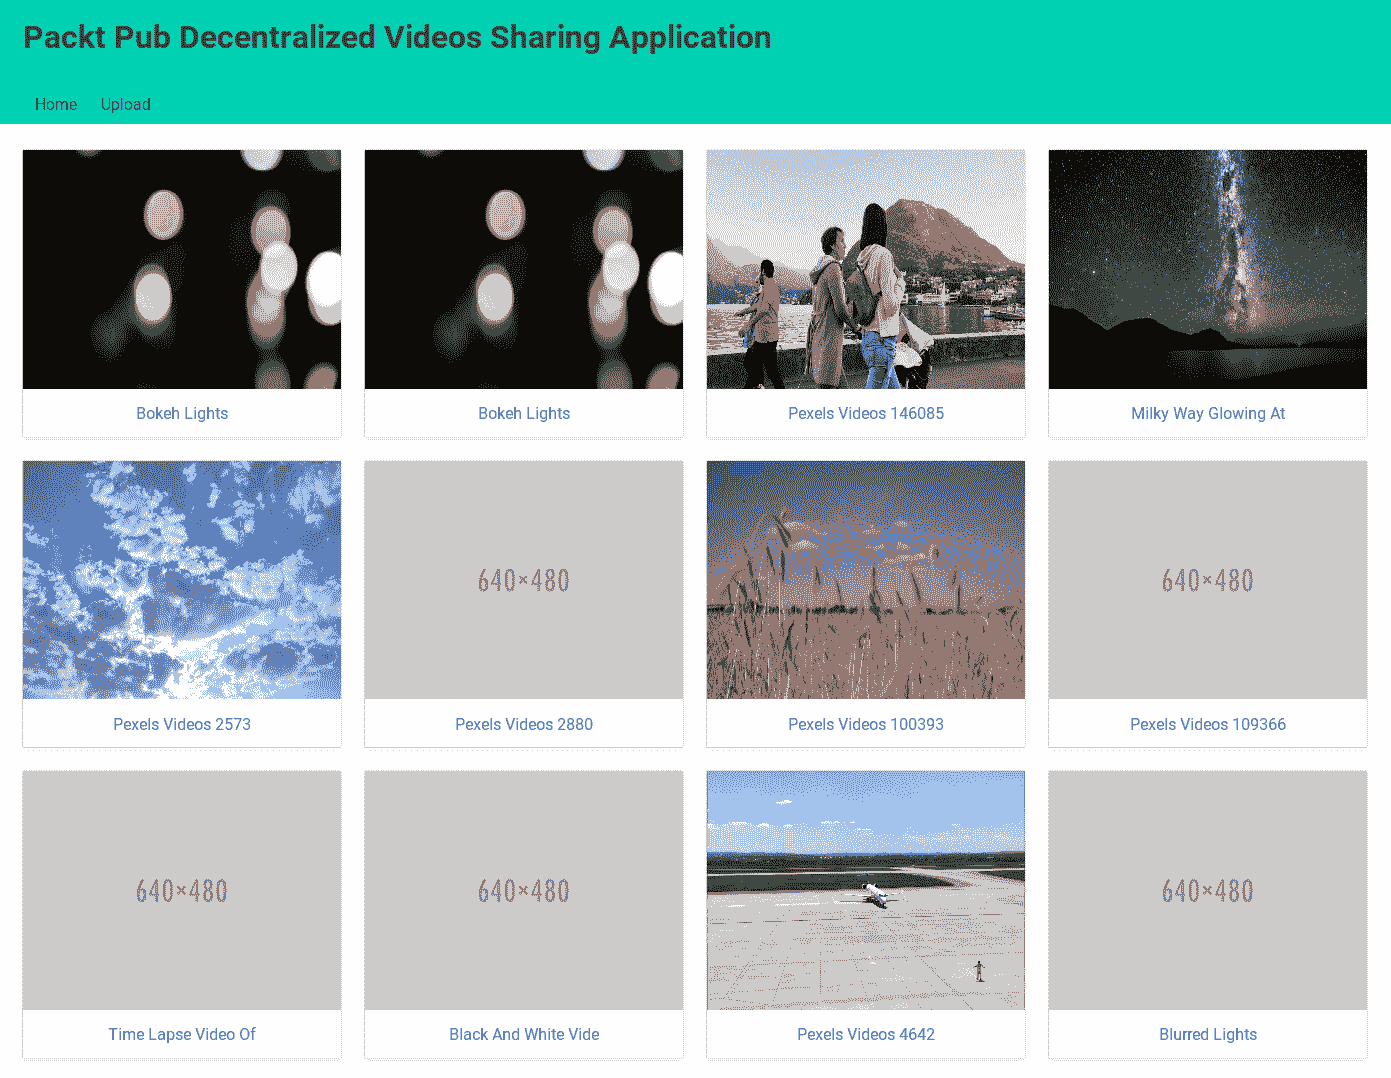 Packt Pub Decentralized Videos Sharing Application
Home Upload
Bokeh Lights
Bokeh Lights
Pexels Videos 146085
Milky Way Glowing At
640×480
640×480
Pexels Videos 2573
Pexels Videos 2880
Pexels Videos 100393
Pexels Videos 109366
640×480
640×480
640×480
Time Lapse Video Of
Black And White Vide
Pexels Videos 4642
Blurred Lights